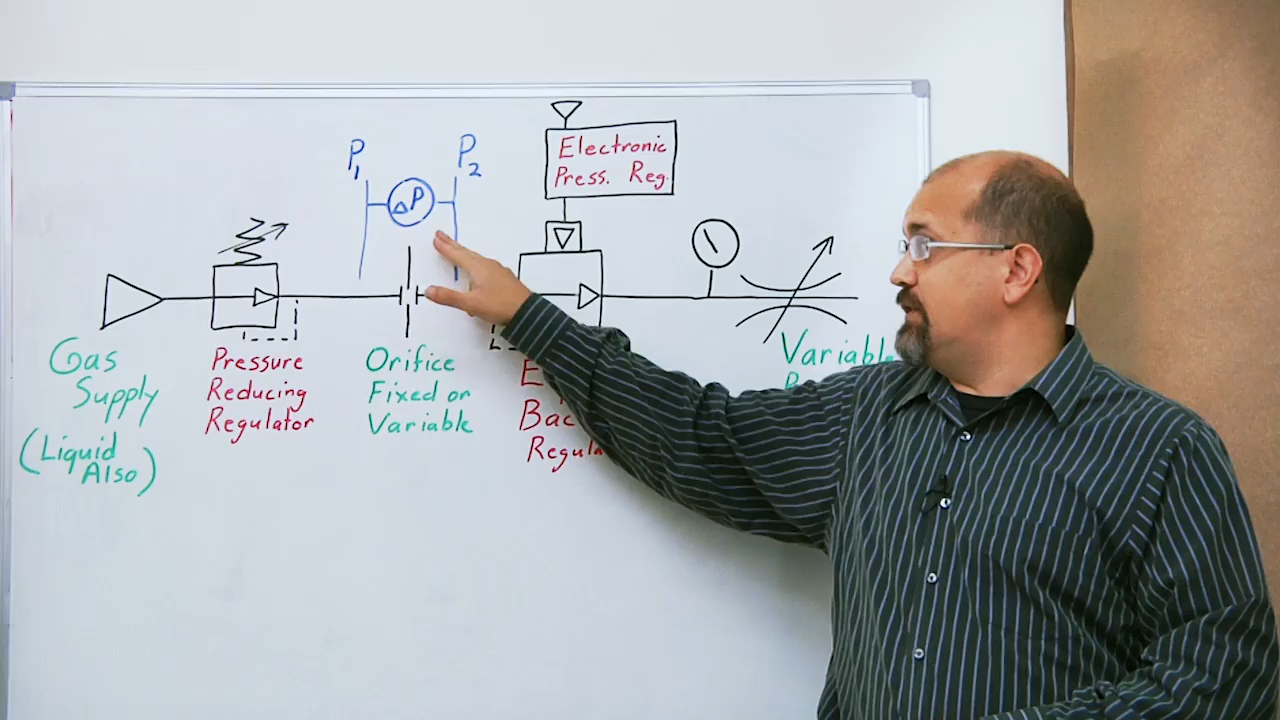 P1
P2
ΔP
Electronic
Press. Reg.
Gas
Supply
(Liquid
Also)
Pressure
Reducing
Regulator
Orifice
Fixed or
Variable
Variable